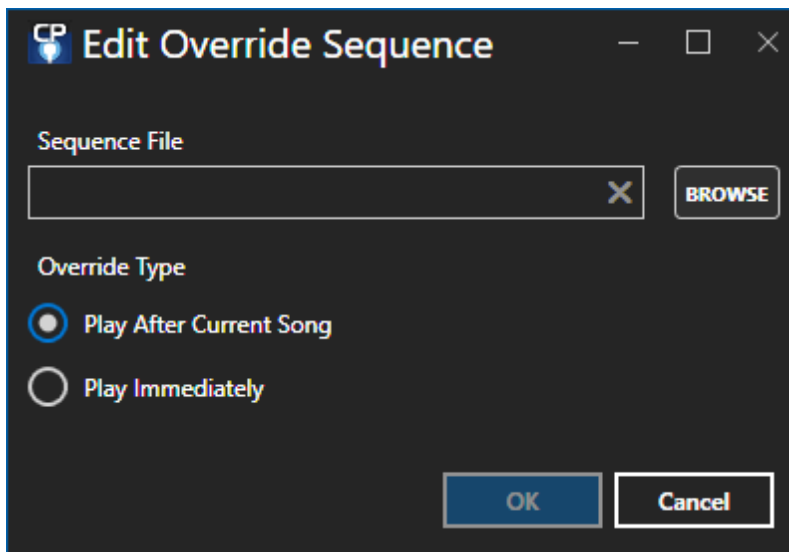 CP Edit Override Sequence
Sequence File
BROWSE
Override Type
Play After Current Song
Play Immediately
OK Cancel